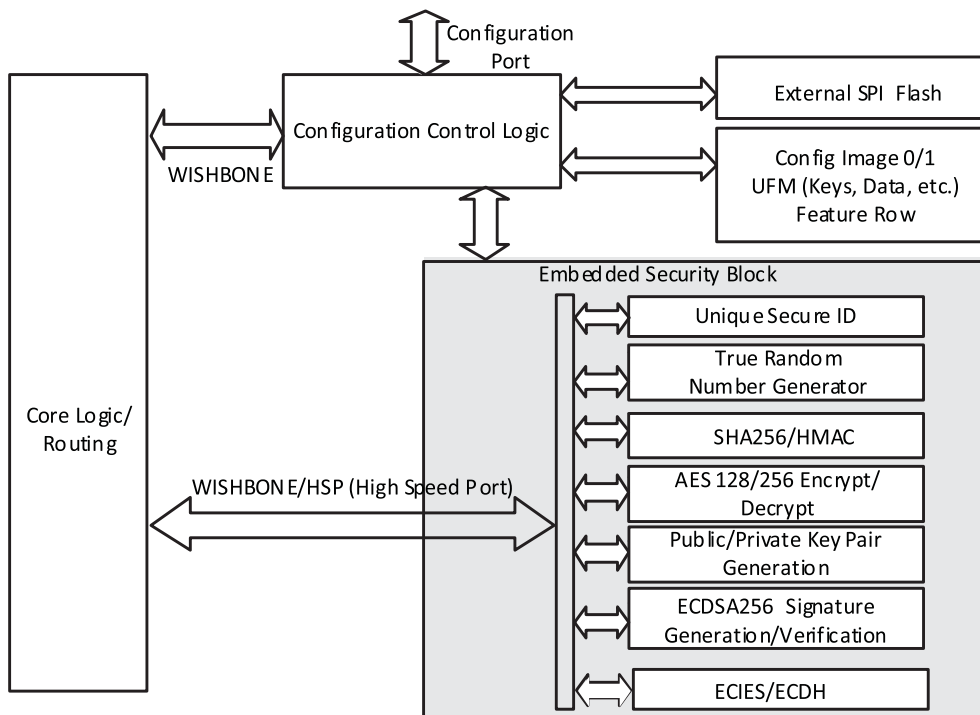 Configuration
Port
External SPI Flash
Configuration Control Logic
WISHBONE
Config Image 0/1
UFM (Keys, Data, etc.)
Feature Row
Embedded Security Block
Unique Secure ID
True Random
Number Generator
Core Logic/
Routing
SHA256/HMAC
WISHBONE/HSP (High Speed Port)
AES 128/256 Encrypt/
Decrypt
Public/Private Key Pair
Generation
ECDSA256 Signature
Generation/Verification
ECIES/ECDH